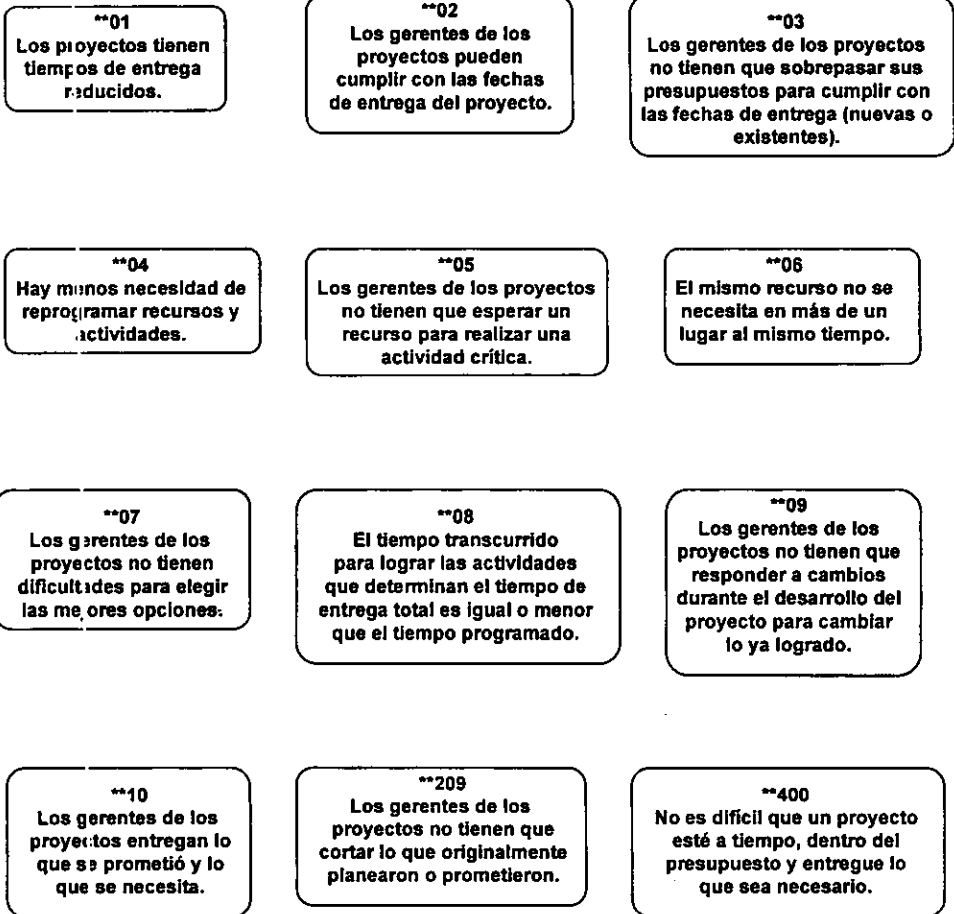 **01
Los proyectos tienen
tiempos de entrega
reducidos.
**02
Los gerentes de los
proyectos pueden
cumplir con las fechas
de entrega del proyecto.
**03
Los gerentes de los proyectos
no tienen que sobrepasar sus
presupuestos para cumplir con
las fechas de entrega (nuevas o
existentes).
**04
Hay menos necesidad de
reprogramar recursos y
actividades.
**05
Los gerentes de los proyectos
no tienen que esperar un
recurso para realizar una
actividad crítica.
**06
El mismo recurso no se
necesita en más de un
lugar al mismo tiempo.
**07
Los gerentes de los
proyectos no tienen
dificultades para elegir
las mejores opciones.
**08
El tiempo transcurrido
para lograr las actividades
que determinan el tiempo de
entrega total es igual o menor
que el tiempo programado.
**09
Los gerentes de los
proyectos no tienen que
responder a cambios
durante el desarrollo del
proyecto para cambiar
lo ya logrado.
**10
Los gerentes de los
proyectos entregan lo
que se prometió y lo
que se necesita.
**209
Los gerentes de los
proyectos no tienen que
cortar lo que originalmente
planearon o prometieron.
**400
No es difícil que un proyecto
esté a tiempo, dentro del
presupuesto y entregue lo
que sea necesario.